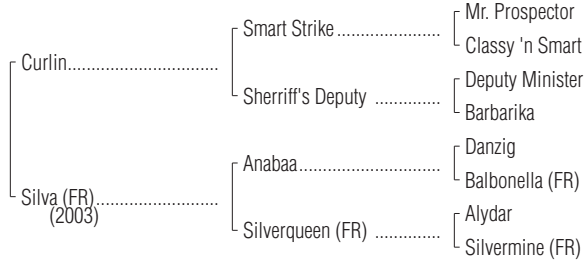 Mr. Prospector
Smart Strike
Classy 'n Smart
Curlin
Deputy Minister
Sherriff's Deputy
Barbarika
Danzig
Anabaa
Balbonella (FR)
Silva (FR)
(2003)
Alydar
Silverqueen (FR)
Silvermine (FR)